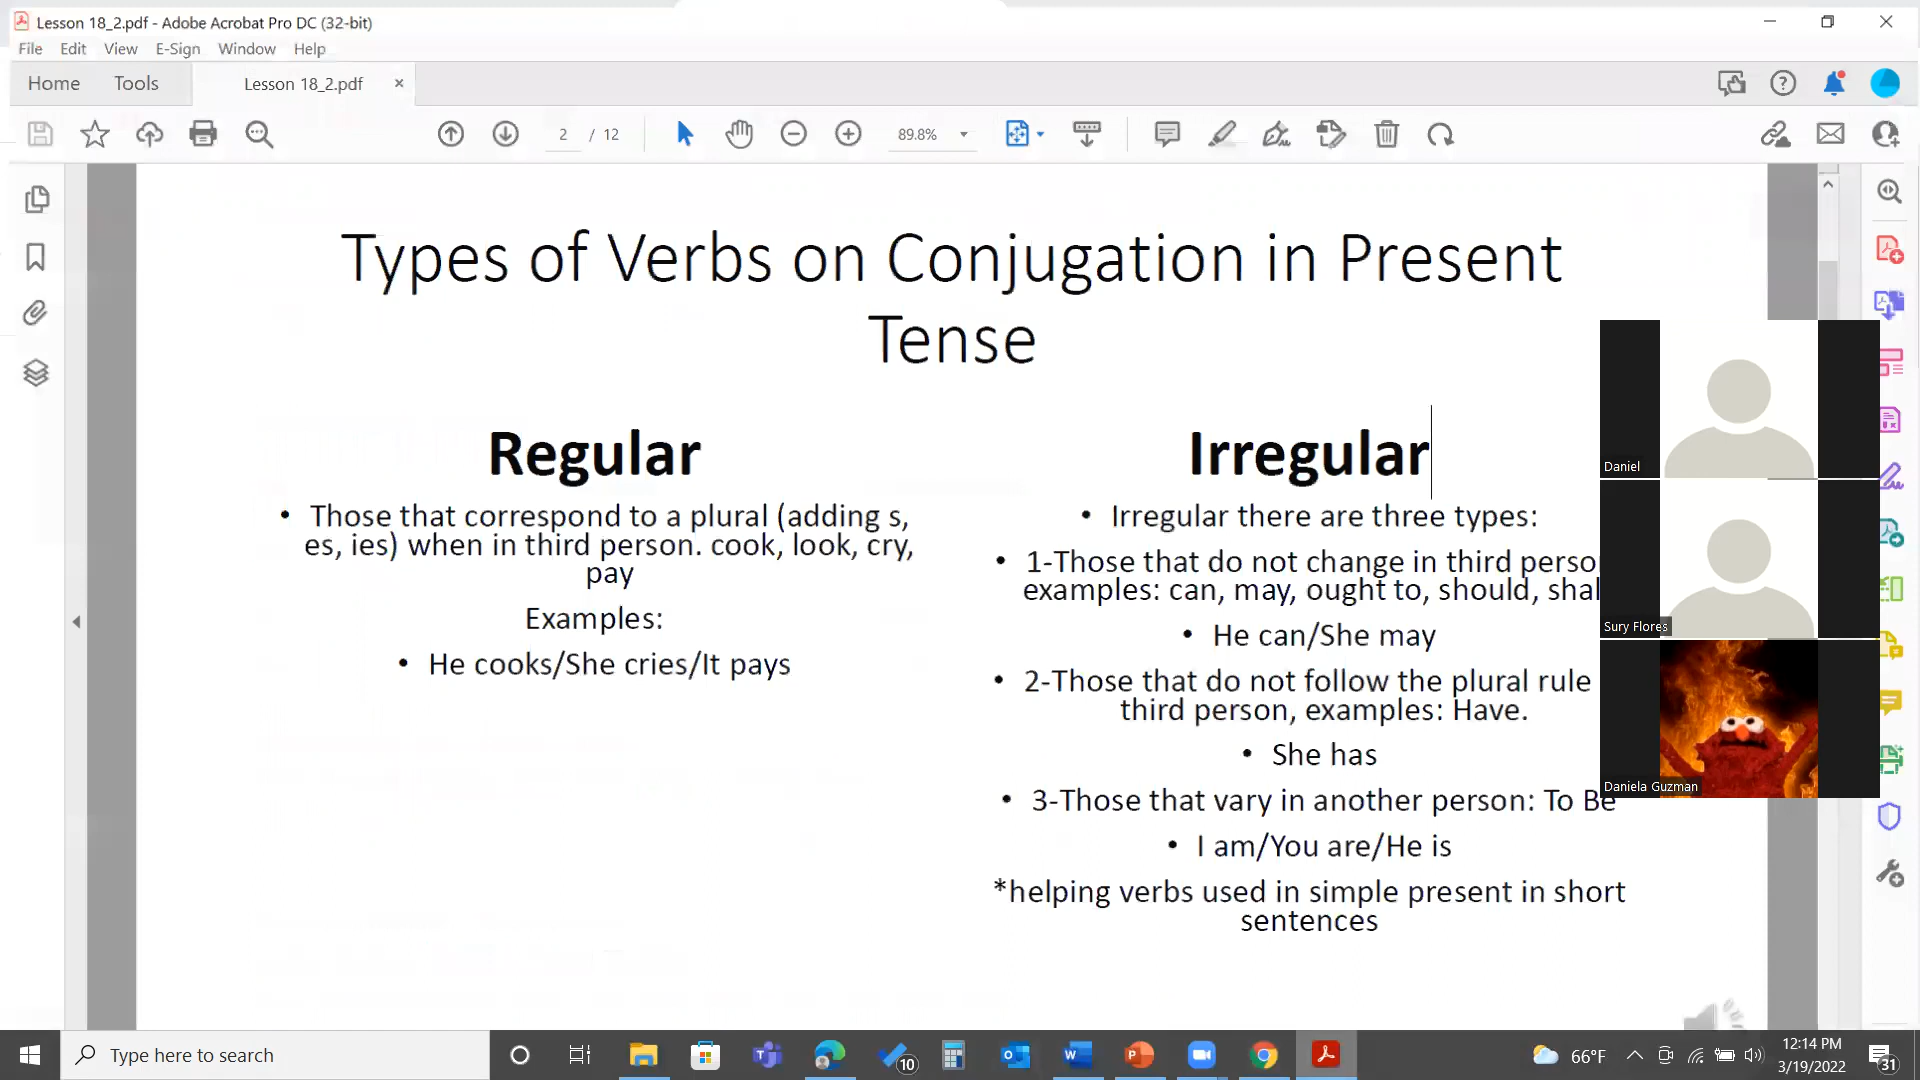 Lesson 18_2.pdf - Adobe Acrobat Pro DC (32-bit)
File Edit View E-Sign Window Help
Home Tools Lesson 18_2.pdf
2 / 12 89.8%
Types of Verbs on Conjugation in Present
Tense
Regular
• Those that correspond to a plural (adding s,
es, ies) when in third person. cook, look, cry,
pay
Examples:
• He cooks/She cries/It pays
Irregular
• Irregular there are three types:
• 1-Those that do not change in third
examples: can, may, ought to, should,
• He can/She may
• 2-Those that do not follow the plural rule
third person, examples: Have.
• She has
• 3-Those that vary in another person: To Be
• I am/You are/He is
*helping verbs used in simple present in short
sentences
Daniel
Sury Flores
Daniela Guzman
Type here to search
10
66°F
12:14 PM
3/19/2022
31